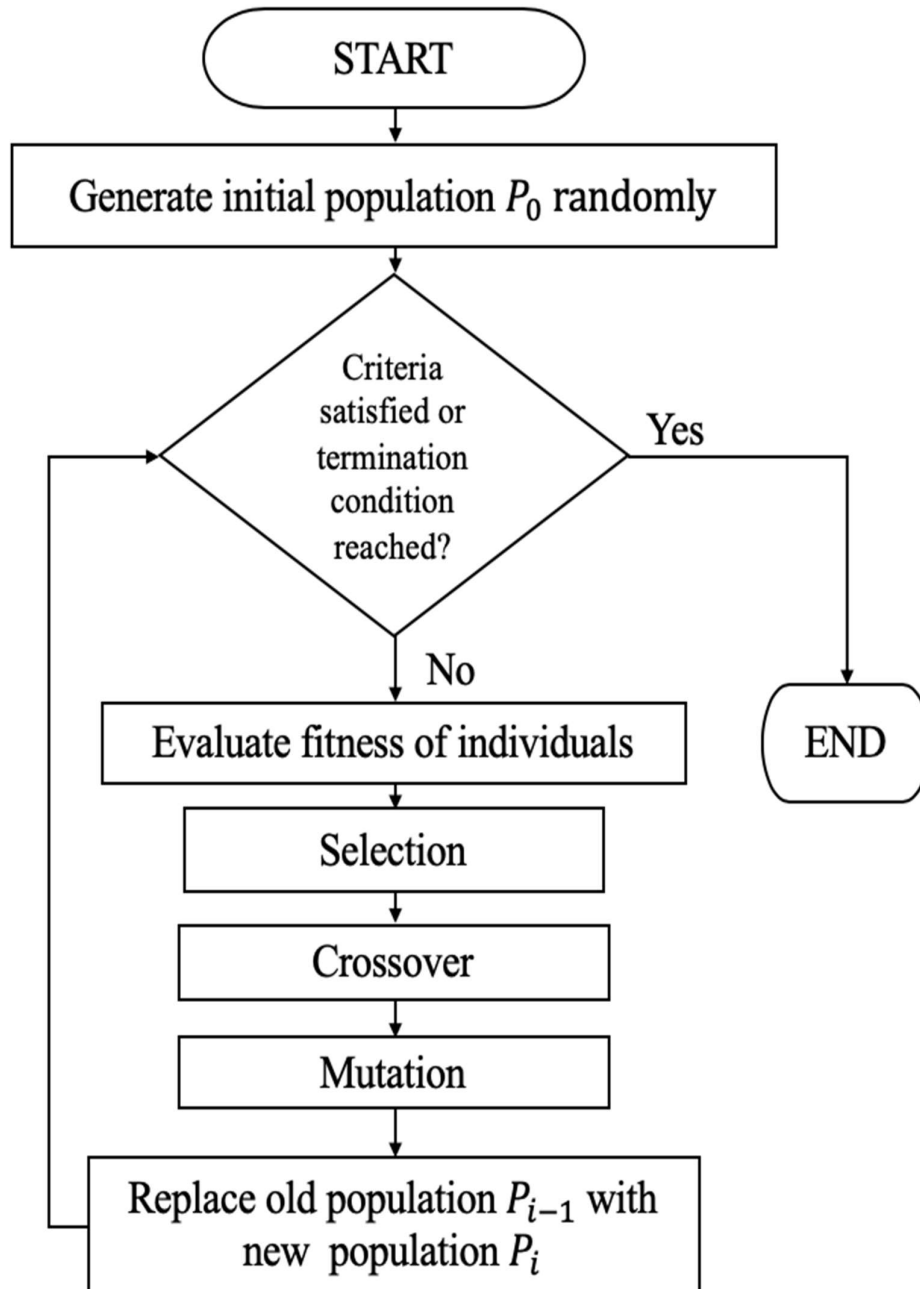 START
Generate initial population P₀ randomly
Criteria
satisfied or
termination
condition
reached?
Yes
No
Evaluate fitness of individuals
END
Selection
Crossover
Mutation
Replace old population Pᵢ₋₁ with
new population Pᵢ